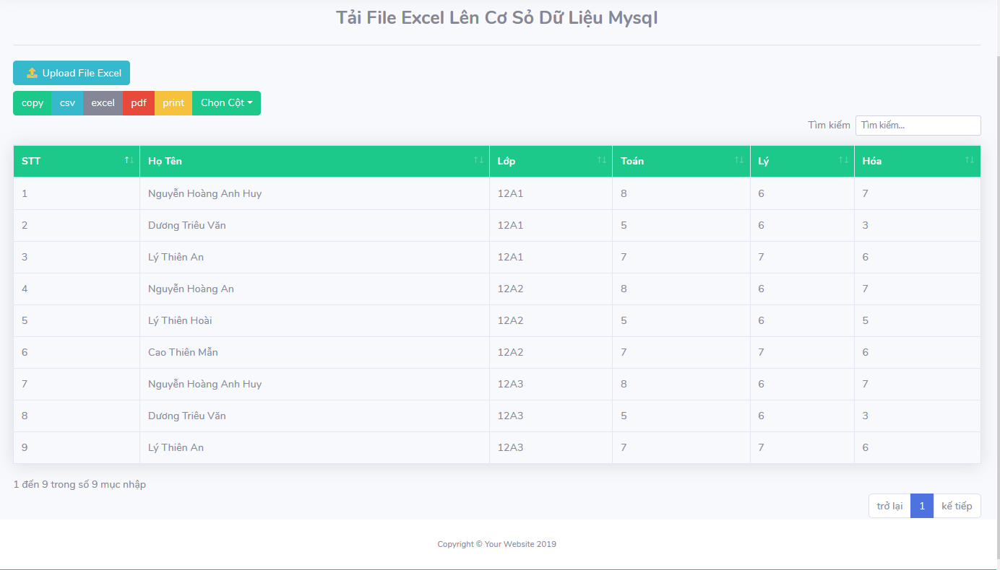 Tải File Excel Lên Cơ Sỏ Dữ Liệu Mysql
Upload File Excel
copy csv excel pdf print Chọn Cột
Tìm kiếm Tìm kiếm...
STT Họ Tên Lớp Toán Lý Hóa
1 Nguyễn Hoàng Anh Huy 12A1 8 6 7
2 Dương Triêu Văn 12A1 5 6 3
3 Lý Thiên An 12A1 7 7 6
4 Nguyễn Hoàng An 12A2 8 6 7
5 Lý Thiên Hoài 12A2 5 6 5
6 Cao Thiên Mẫn 12A2 7 7 6
7 Nguyễn Hoàng Anh Huy 12A3 8 6 7
8 Dương Triêu Văn 12A3 5 6 3
9 Lý Thiên An 12A3 7 7 6
1 đến 9 trong số 9 mục nhập
trở lại 1 kế tiếp
Copyright © Your Website 2019